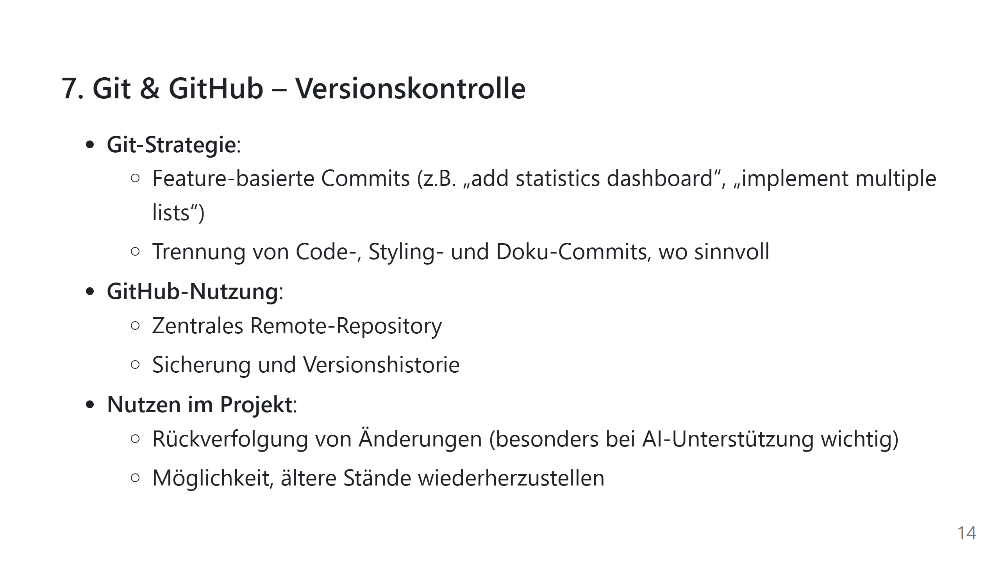 7. Git & GitHub – Versionskontrolle
• Git-Strategie:
○ Feature-basierte Commits (z.B. „add statistics dashboard“, „implement multiple
lists“)
○ Trennung von Code-, Styling- und Doku-Commits, wo sinnvoll
• GitHub-Nutzung:
○ Zentrales Remote-Repository
○ Sicherung und Versionshistorie
• Nutzen im Projekt:
○ Rückverfolgung von Änderungen (besonders bei AI-Unterstützung wichtig)
○ Möglichkeit, ältere Stände wiederherzustellen
14